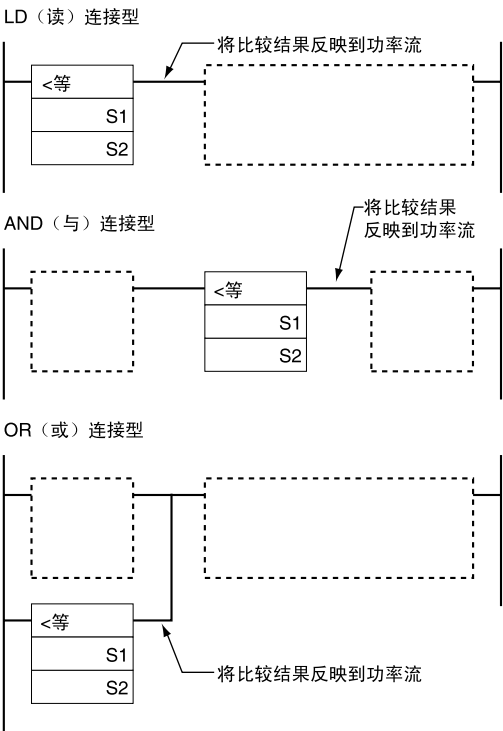 LD（读）连接型
将比较结果反映到功率流
<等
S1
S2
AND（与）连接型
将比较结果
反映到功率流
<等
S1
S2
OR（或）连接型
<等
S1
S2
将比较结果反映到功率流